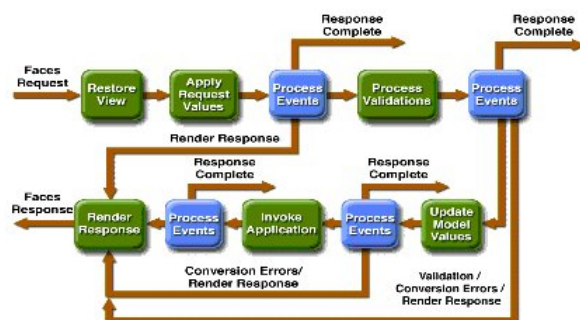 Response
Complete
Response
Complete
Faces
Request
Restore
View
Apply
Request
Values
Process
Events
Process
Validations
Process
Events
Render Response
Response
Complete
Response
Complete
Faces
Response
Render
Response
Process
Events
Invoke
Application
Process
Events
Update
Model
Values
Conversion Errors/
Render Response
Validation /
Conversion Errors /
Render Response